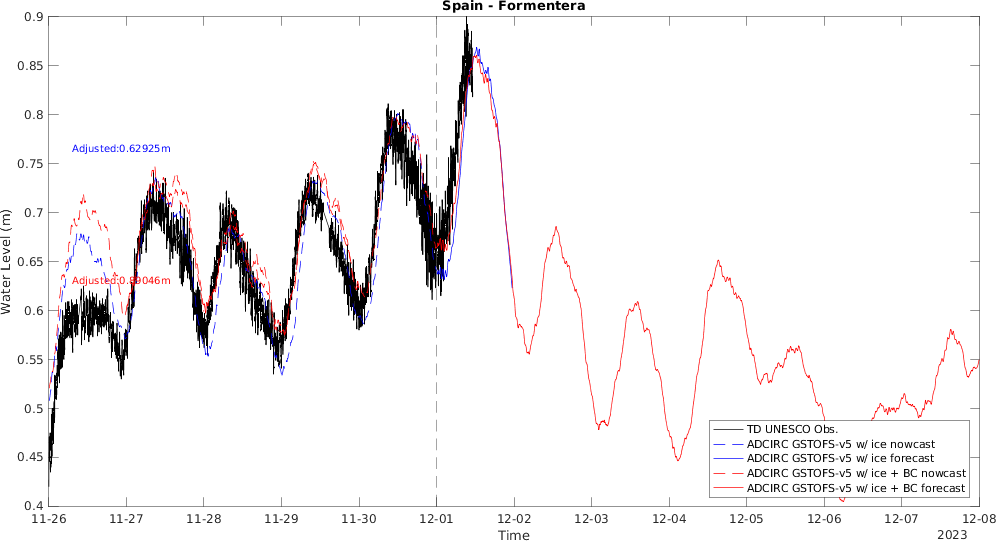 Spain - Formentera
Water Level (m)
0.9
0.85
0.8
0.75
0.7
0.65
0.6
0.55
0.5
0.45
0.4
Adjusted:0.62925m
Adjusted:0.89046m
TD UNESCO Obs.
ADCIRC GSTOFS-v5 w/ ice nowcast
ADCIRC GSTOFS-v5 w/ ice forecast
ADCIRC GSTOFS-v5 w/ ice + BC nowcast
ADCIRC GSTOFS-v5 w/ ice + BC forecast
11-26 11-27 11-28 11-29 11-30 12-01 12-02 12-03 12-04 12-05 12-06 12-07 12-08
Time
2023